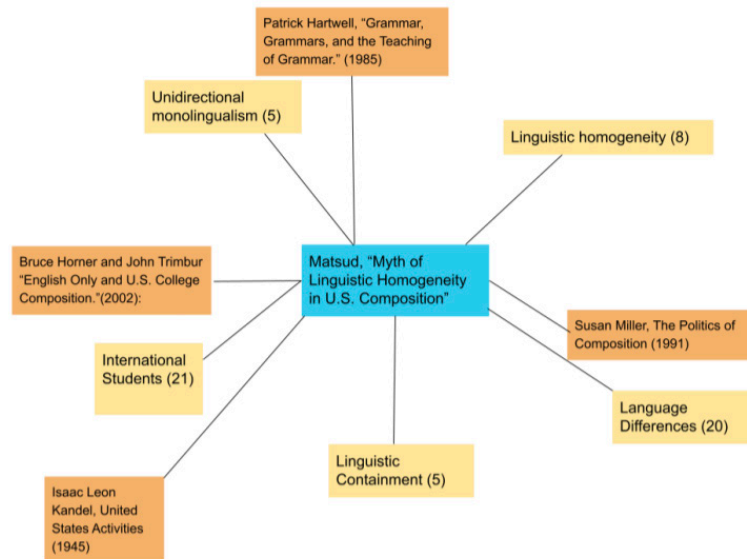 Patrick Hartwell, “Grammar,
Grammars, and the Teaching
of Grammar.” (1985)
Unidirectional
monolingualism (5)
Linguistic homogeneity (8)
Bruce Horner and John Trimbur
“English Only and U.S. College
Composition.”(2002):
Matsud, “Myth of
Linguistic Homogeneity
in U.S. Composition”
Susan Miller, The Politics of
Composition (1991)
International
Students (21)
Language
Differences (20)
Linguistic
Containment (5)
Isaac Leon
Kandel, United
States Activities
(1945)